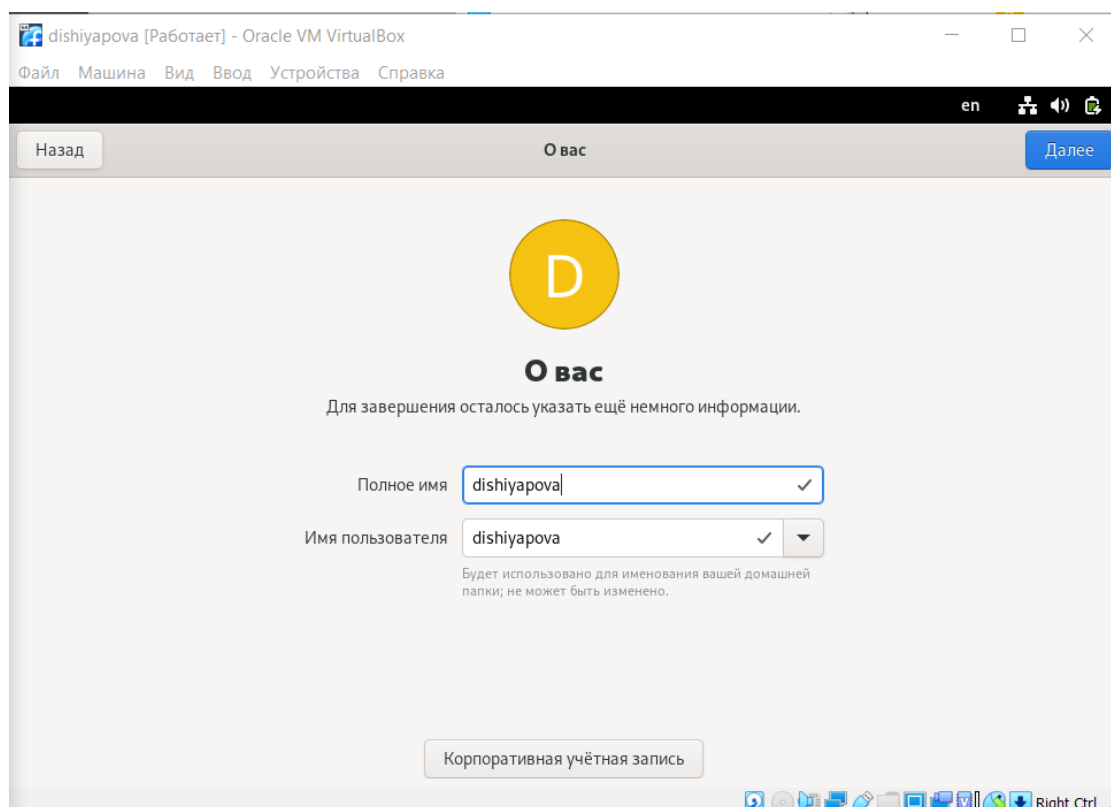 dishiyapova [Работает] - Oracle VM VirtualBox
Файл Машина Вид Ввод Устройства Справка
en
Назад О вас Далее
D
О вас
Для завершения осталось указать ещё немного информации.
Полное имя dishiyapova
Имя пользователя dishiyapova
Будет использовано для именования вашей домашней
папки; не может быть изменено.
Корпоративная учётная запись
Right Ctrl